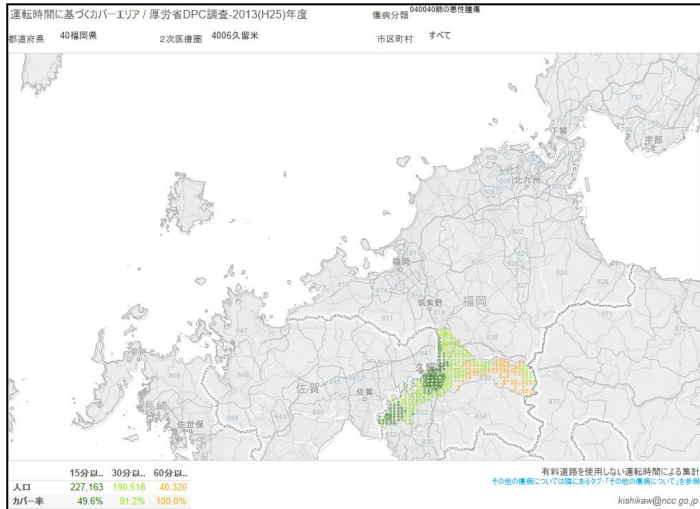 運転時間に基づくカバーエリア / 厚労省DPC調査-2013(H25)年度
傷病分類 040040肺の悪性腫瘍
都道府県 40福岡県 2次医療圏 4006久留米 市区町村 すべて
下関
宇部
北九州
福岡
筑紫野
福岡
久留米
佐賀
佐賀
長崎
佐世保
15分以.. 30分以.. 60分以..
人口 227,163 190,518 40,320
カバー率 49.6% 91.2% 100.0%
有料道路を使用しない運転時間による集計
その他の傷病については隣にあるタブ:「その他の傷病について」を参照
kishikaw@ncc.go.jp